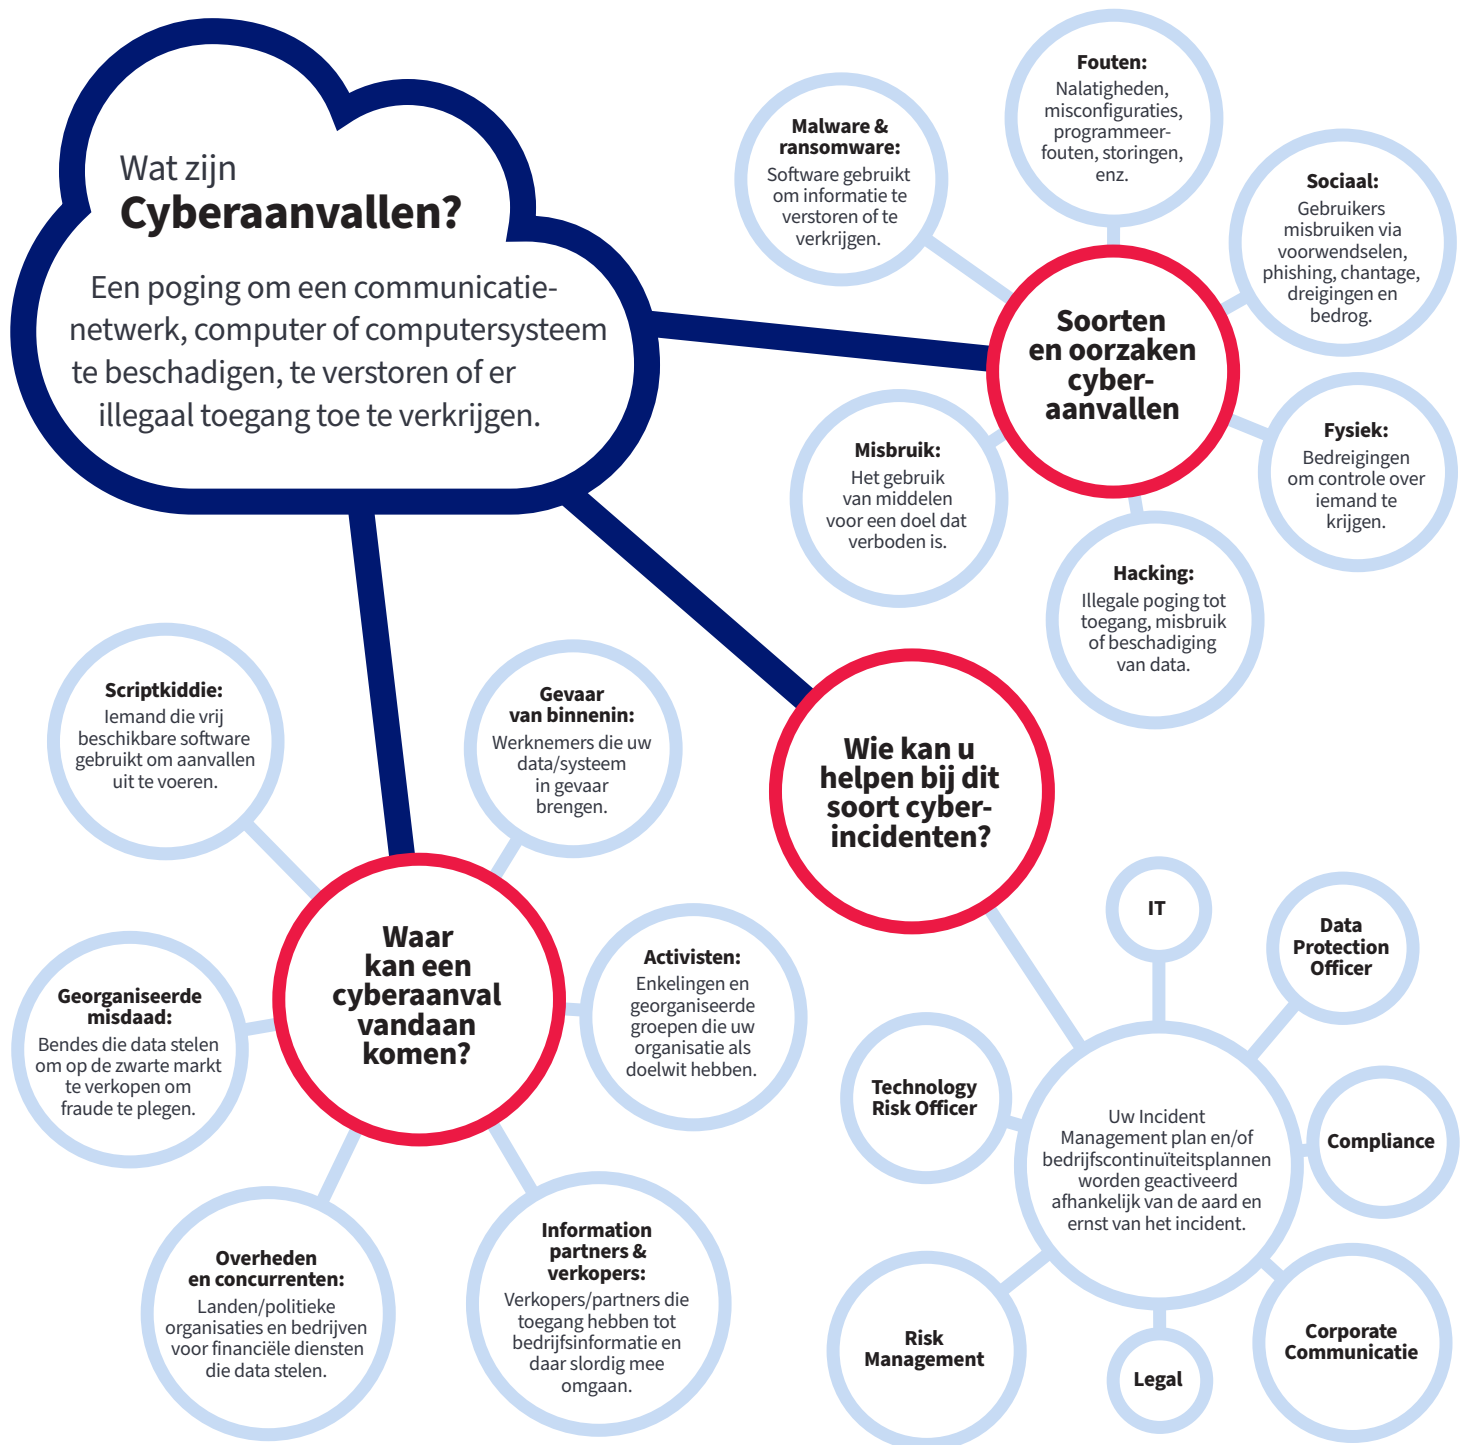 Wat zijn
Cyberaanvallen?
Een poging om een communicatie-
netwerk, computer of computersysteem
te beschadigen, te verstoren of er
illegaal toegang toe te verkrijgen.
Soorten
en oorzaken
cyber-
aanvallen
Malware &
ransomware:
Software gebruikt
om informatie te
verstoren of te
verkrijgen.
Fouten:
Nalatigheden,
misconfiguraties,
programmeer-
fouten, storingen,
enz.
Sociaal:
Gebruikers
misbruiken via
voorwendselen,
phishing, chantage,
dreigingen en
bedrog.
Fysiek:
Bedreigingen
om controle over
iemand te
krijgen.
Hacking:
Illegale poging tot
toegang, misbruik
of beschadiging
van data.
Misbruik:
Het gebruik
van middelen
voor een doel dat
verboden is.
Wie kan u
helpen bij dit
soort cyber-
incidenten?
Uw Incident
Management plan en/of
bedrijfscontinuïteitsplannen
worden geactiveerd
afhankelijk van de aard en
ernst van het incident.
IT
Data
Protection
Officer
Compliance
Corporate
Communicatie
Legal
Risk
Management
Technology
Risk Officer
Waar
kan een
cyberaanval
vandaan
komen?
Scriptkiddie:
Iemand die vrij
beschikbare software
gebruikt om aanvallen
uit te voeren.
Gevaar
van binnenin:
Werknemers die uw
data/systeem
in gevaar
brengen.
Activisten:
Enkelingen en
georganiseerde
groepen die uw
organisatie als
doelwit hebben.
Information
partners &
verkopers:
Verkopers/partners die
toegang hebben tot
bedrijfsinformatie en
daar slordig mee
omgaan.
Overheden
en concurrenten:
Landen/politieke
organisaties en bedrijven
voor financiële diensten
die data stelen.
Georganiseerde
misdaad:
Bendes die data stelen
om op de zwarte markt
te verkopen om
fraude te plegen.